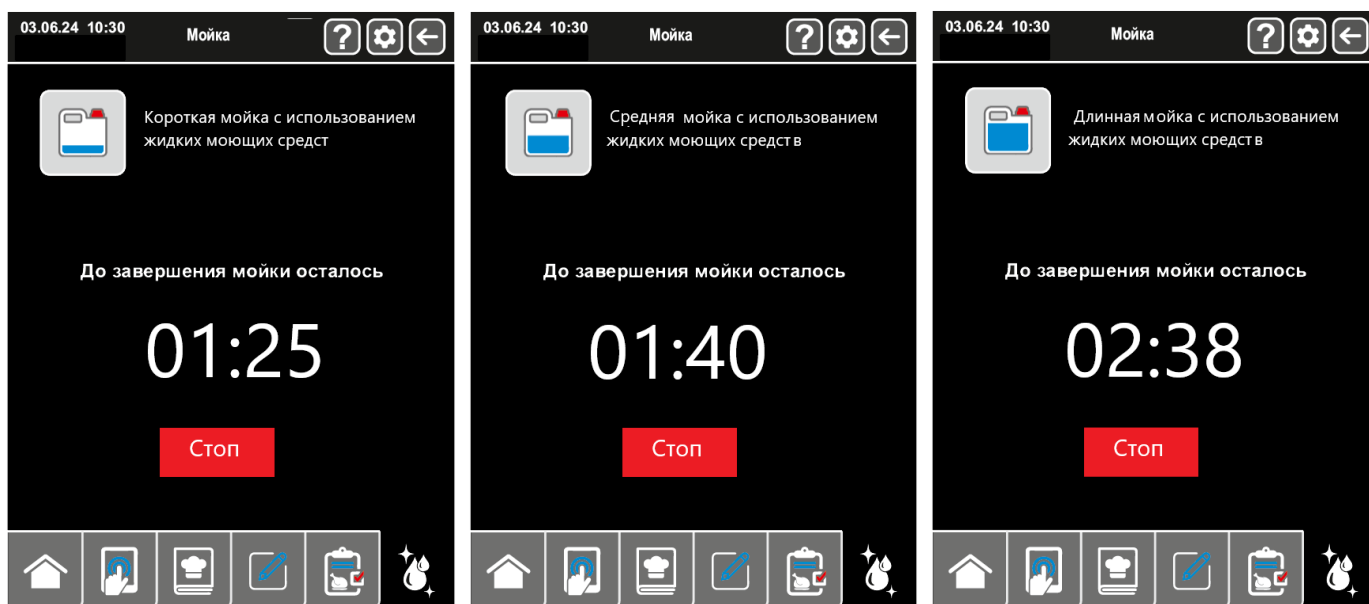 03.06.24 10:30
Мойка
?
Короткая мойка с использованием
жидких моющих средст
До завершения мойки осталось
01:25
Стоп
03.06.24 10:30
Мойка
?
Средняя мойка с использованием
жидких моющих средств
До завершения мойки осталось
01:40
Стоп
03.06.24 10:30
Мойка
?
Длинная мойка с использованием
жидких моющих средств
До завершения мойки осталось
02:38
Стоп